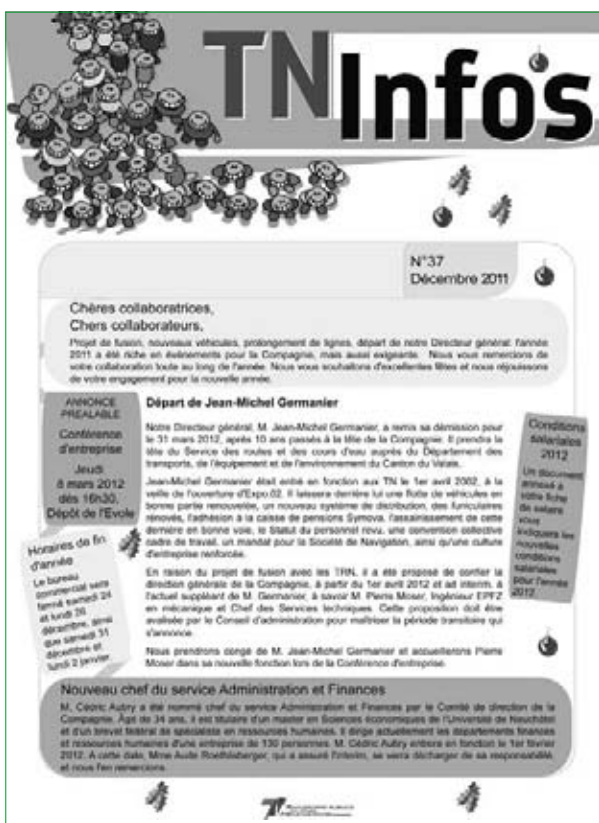 TN Infos
N°37
Décembre 2011
Chères collaboratrices,
Chers collaborateurs,
Projet de fusion, nouveaux véhicules, prolongement de lignes, départ de notre Directeur général: l'année
2011 a été riche en événements pour la Compagnie, mais aussi exigeante. Nous vous remercions de
votre collaboration toute au long de l'année. Nous vous souhaitons d'excellentes fêtes et nous réjouissons
de votre engagement pour la nouvelle année.
ANNONCE
PREALABLE
Conférence
d'entreprise
Jeudi
8 mars 2012
dès 16h30,
Dépôt de l'Evole
Horaires de fin
d'année
Le bureau
commercial sera
fermé samedi 24
et lundi 26
décembre, ainsi
que samedi 31
décembre et
lundi 2 janvier.
Départ de Jean-Michel Germanier
Notre Directeur général, M. Jean-Michel Germanier, a remis sa démission pour
le 31 mars 2012, après 10 ans passés à la tête de la Compagnie. Il prendra la
tête du Service des routes et des cours d'eau auprès du Département des
transports, de l'équipement et de l'environnement du Canton du Valais.
Jean-Michel Germanier était entré en fonction aux TN le 1er avril 2002, à la
veille de l'ouverture d'Expo.02. Il laissera derrière lui une flotte de véhicules en
bonne partie renouvelée, un nouveau système de distribution, des funiculaires
rénovés, l'adhésion à la caisse de pensions Symova, l'assainissement de cette
dernière en bonne voie, le Statut du personnel revu, une convention collective
cadre de travail, un mandat pour la Société de Navigation, ainsi qu'une culture
d'entreprise renforcée.
En raison du projet de fusion avec les TRN, il a été proposé de confier la
direction générale de la Compagnie, à partir du 1er avril 2012 et ad interim, à
l'actuel suppléant de M. Germanier, à savoir M. Pierre Moser, Ingénieur EPFZ
en mécanique et Chef des Services techniques. Cette proposition doit être
avalisée par le Conseil d'administration pour maîtriser la période transitoire qui
s'annonce.
Nous prendrons congé de M. Jean-Michel Germanier et accueillerons Pierre
Moser dans sa nouvelle fonction lors de la Conférence d'entreprise.
Conditions
salariales
2012
Un document
annexé à
votre fiche
de salaire
vous
indiquera les
nouvelles
conditions
salariales
pour l'année
2012.
Nouveau chef du service Administration et Finances
M. Cédric Aubry a été nommé chef du service Administration et Finances par le Comité de direction de la
Compagnie. Âgé de 34 ans, il est titulaire d'un master en Sciences économiques de l'Université de Neuchâtel
et d'un brevet fédéral de spécialiste en ressources humaines. Il dirige actuellement les départements finances
et ressources humaines d'une entreprise de 130 personnes. M. Cédric Aubry entrera en fonction le 1er février
2012. A cette date, Mme Aude Roethlisberger, qui a assuré l'interim, se verra décharger de sa responsabilité,
et nous l'en remercions.
TN